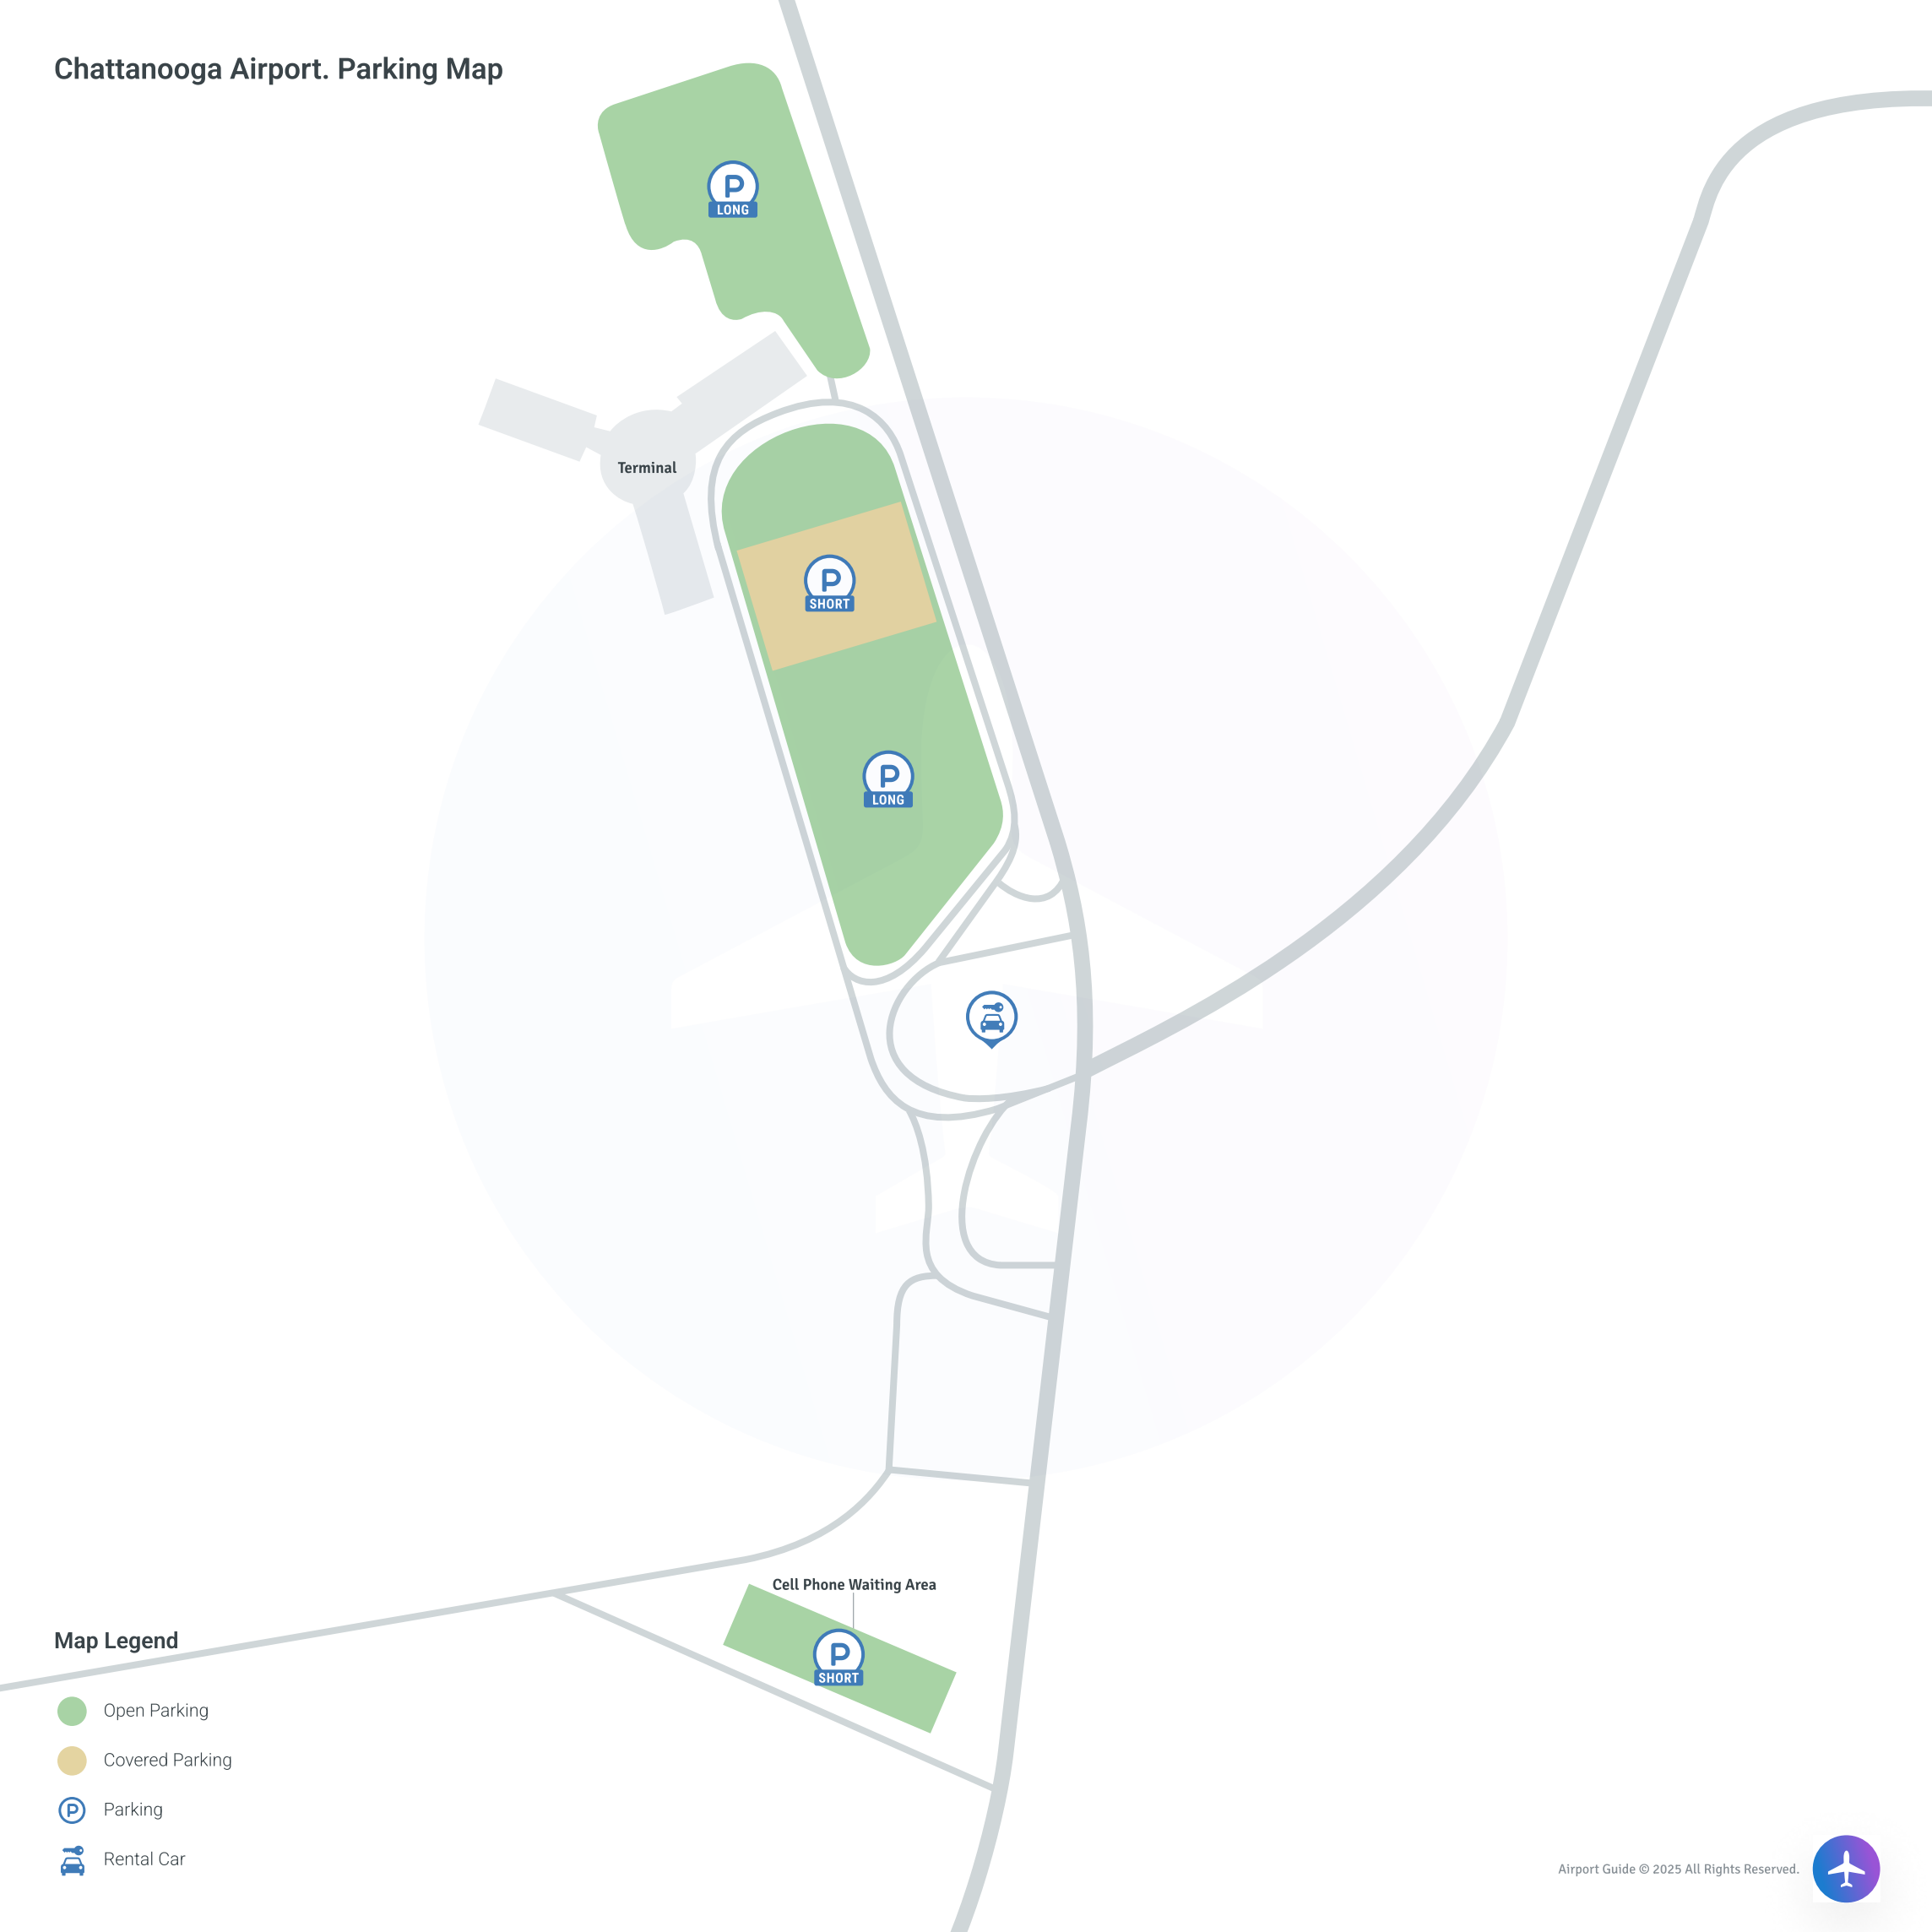 Chattanooga Airport. Parking Map
P
LONG
Terminal
P
SHORT
P
LONG
Cell Phone Waiting Area
P
SHORT
Map Legend
Open Parking
Covered Parking
P
Parking
Rental Car
Airport Guide © 2025 All Rights Reserved.